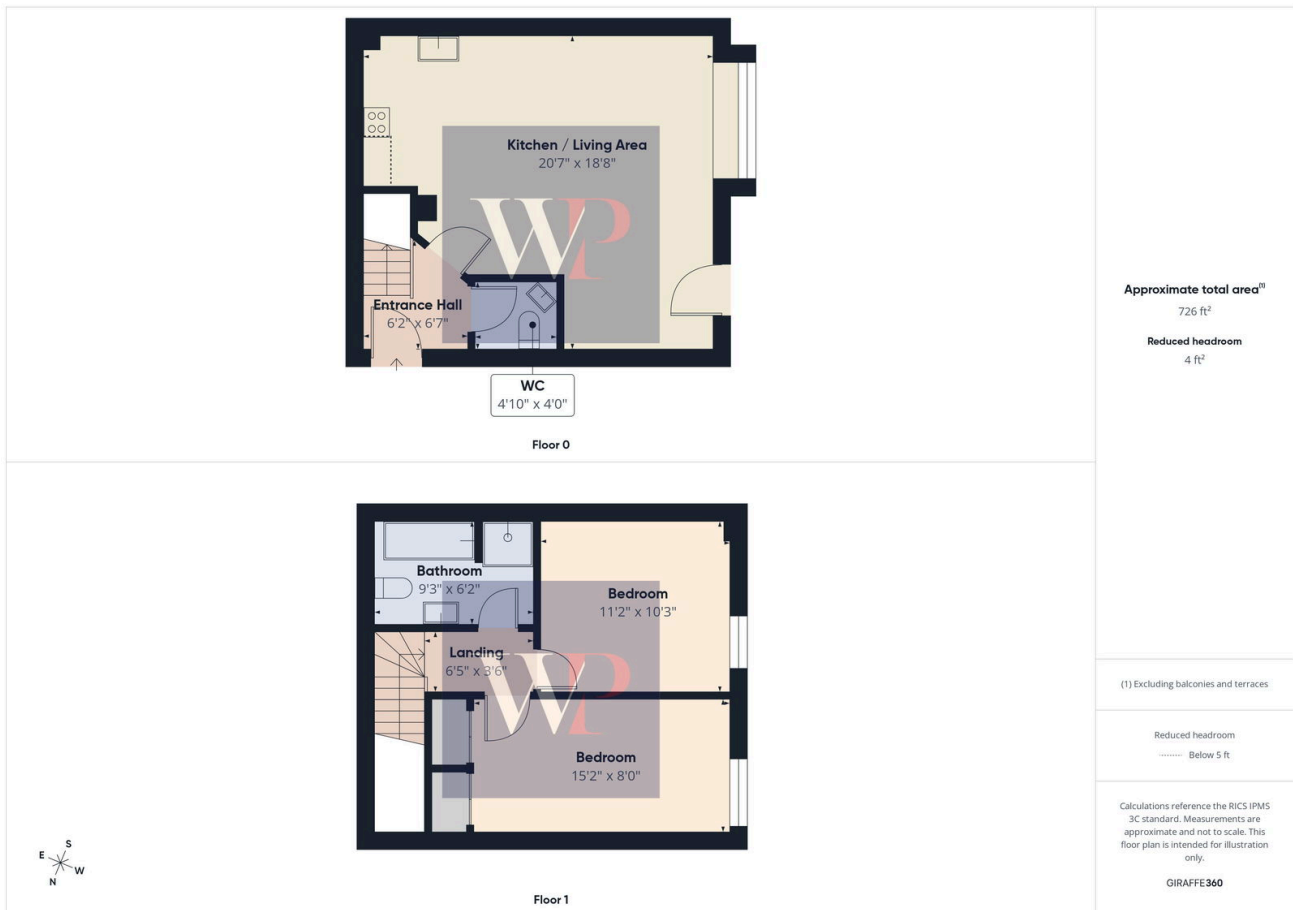 Kitchen / Living Area
20'7" x 18'8"
WP
Entrance Hall
6'2" x 6'7"
WC
4'10" x 4'0"
Floor 0
Approximate total area(1)
726 ft²
Reduced headroom
4 ft²
Bathroom
9'3" x 6'2"
Bedroom
11'2" x 10'3"
Landing
6'5" x 3'6"
WP
Bedroom
15'2" x 8'0"
Floor 1
S
E
W
N
(1) Excluding balconies and terraces
Reduced headroom
Below 5 ft
Calculations reference the RICS IPMS
3C standard. Measurements are
approximate and not to scale. This
floor plan is intended for illustration
only.
GIRAFFE360